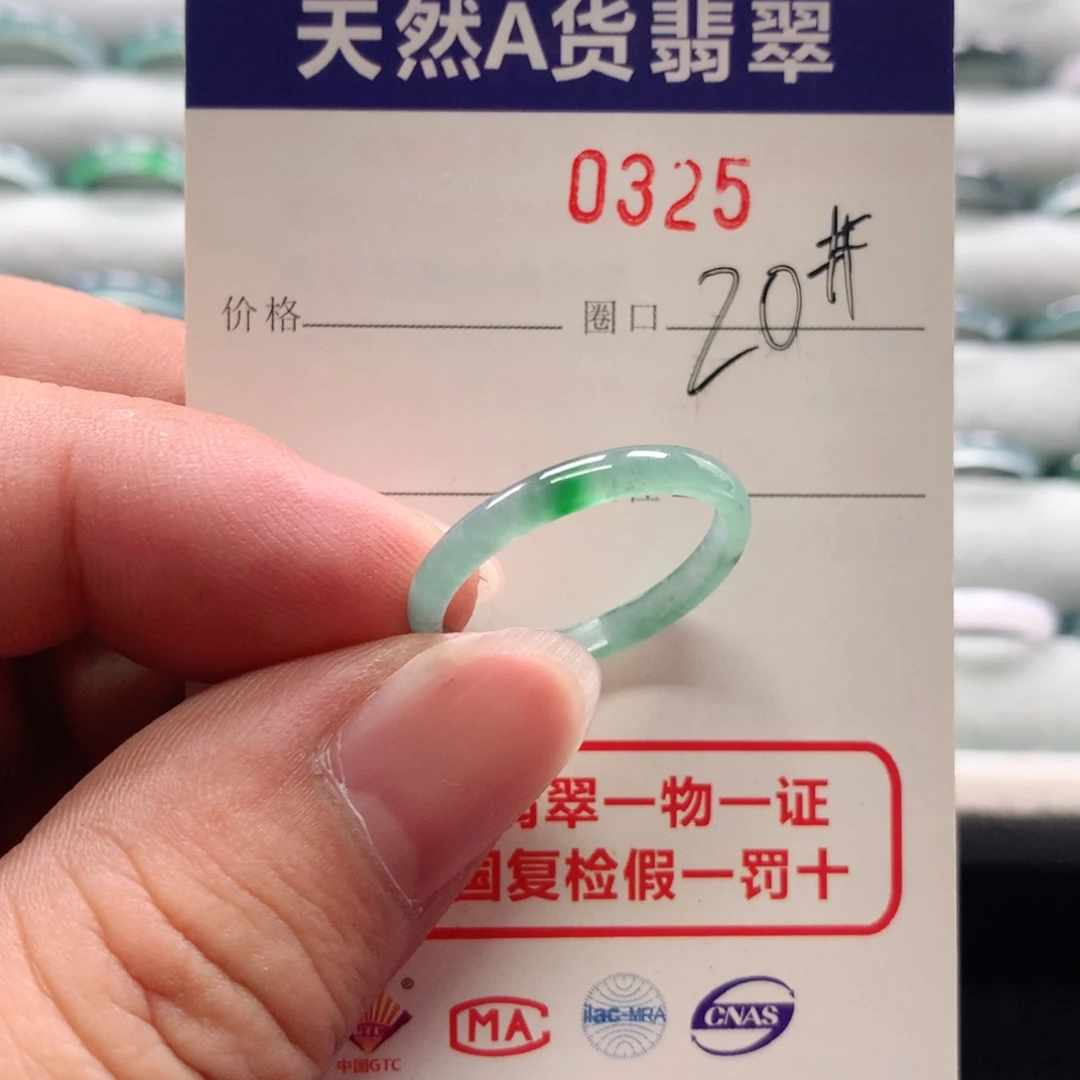 天然A货翡翠
0325
价格 圈口 20#
翠一物一证
国复检假一罚十
®
中国GTC
MA
ilac-MRA
CNAS